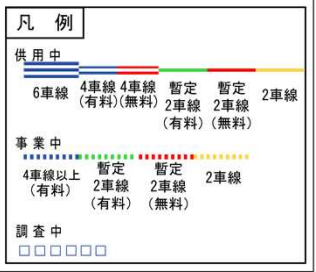 凡 例
供用中
6車線
4車線
(有料)
4車線
(無料)
暫定
2車線
(有料)
暫定
2車線
(無料)
2車線
事業中
4車線以上
(有料)
暫定
2車線
(有料)
暫定
2車線
(無料)
2車線
調査中